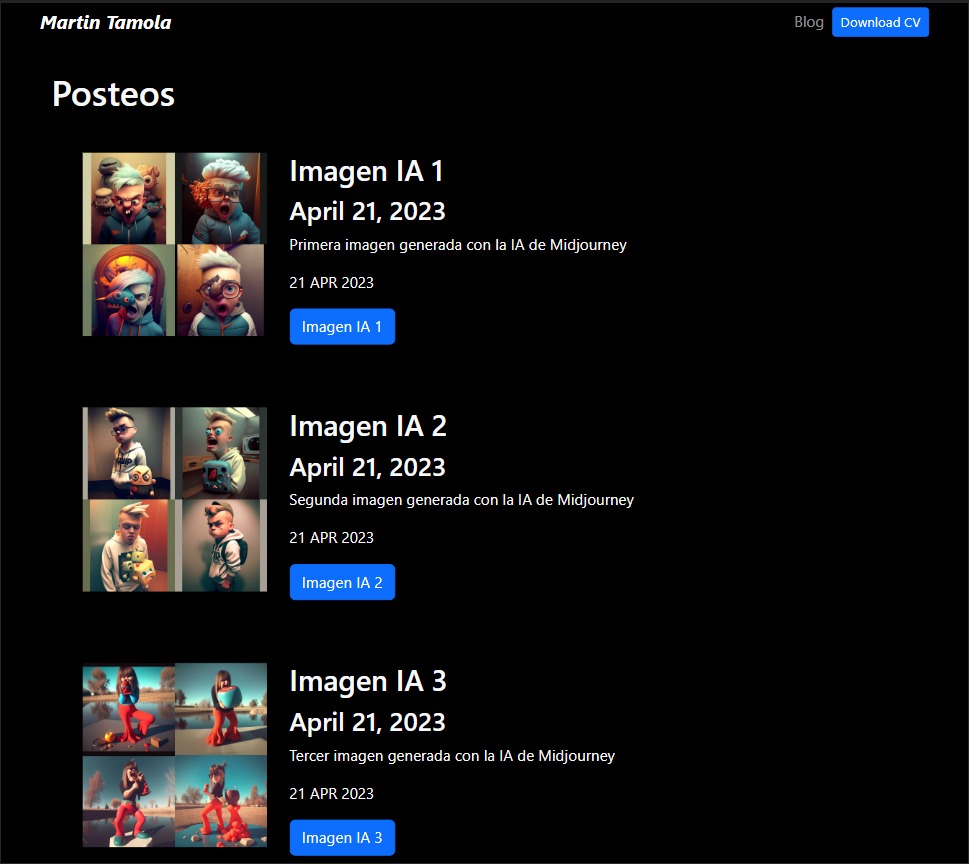 Martin Tamola
Blog
Download CV
Posteos
Imagen IA 1
April 21, 2023
Primera imagen generada con la IA de Midjourney
21 APR 2023
Imagen IA 1
Imagen IA 2
April 21, 2023
Segunda imagen generada con la IA de Midjourney
21 APR 2023
Imagen IA 2
Imagen IA 3
April 21, 2023
Tercer imagen generada con la IA de Midjourney
21 APR 2023
Imagen IA 3